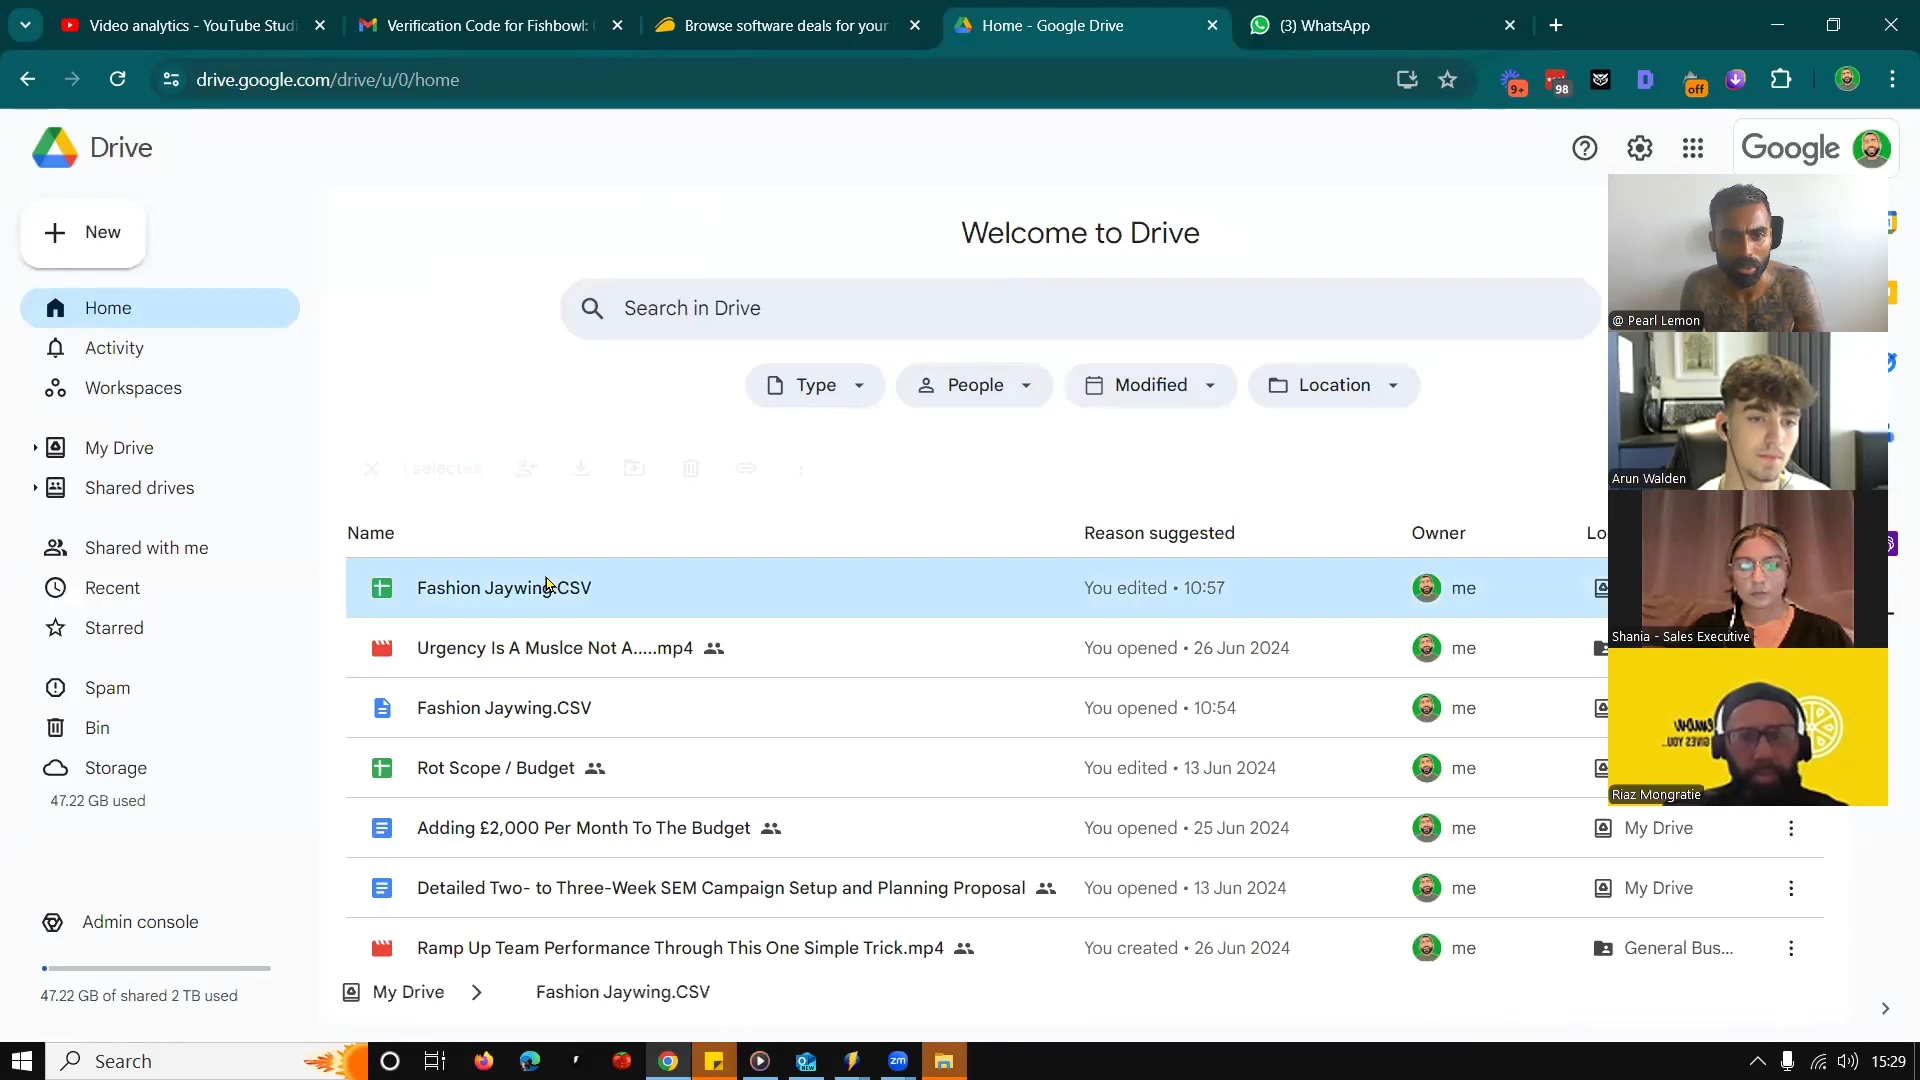 Video analytics - YouTube Studi
Verification Code for Fishbowl:
Browse software deals for your
Home - Google Drive
(3) WhatsApp
drive.google.com/drive/u/0/home
9+
98
D
off
Drive
Google
New
Welcome to Drive
Search in Drive
Home
Activity
Workspaces
Type
People
Modified
Location
@ Pearl Lemon
My Drive
Shared drives
1 selected
Arun Walden
Name
Reason suggested
Owner
Lo
Shared with me
Recent
Starred
Fashion Jaywing.CSV
You edited • 10:57
me
Shania - Sales Executive
Urgency Is A Muslce Not A.....mp4
You opened • 26 Jun 2024
me
Spam
Bin
Storage
47.22 GB used
Fashion Jaywing.CSV
You opened • 10:54
me
GIVES YOU...
Rot Scope / Budget
You edited • 13 Jun 2024
me
Riaz Mongratie
Adding £2,000 Per Month To The Budget
You opened • 25 Jun 2024
me
My Drive
Detailed Two- to Three-Week SEM Campaign Setup and Planning Proposal
You opened • 13 Jun 2024
me
My Drive
Admin console
Ramp Up Team Performance Through This One Simple Trick.mp4
You created • 26 Jun 2024
me
General Bus...
47.22 GB of shared 2 TB used
My Drive
Fashion Jaywing.CSV
Search
zm
15:29